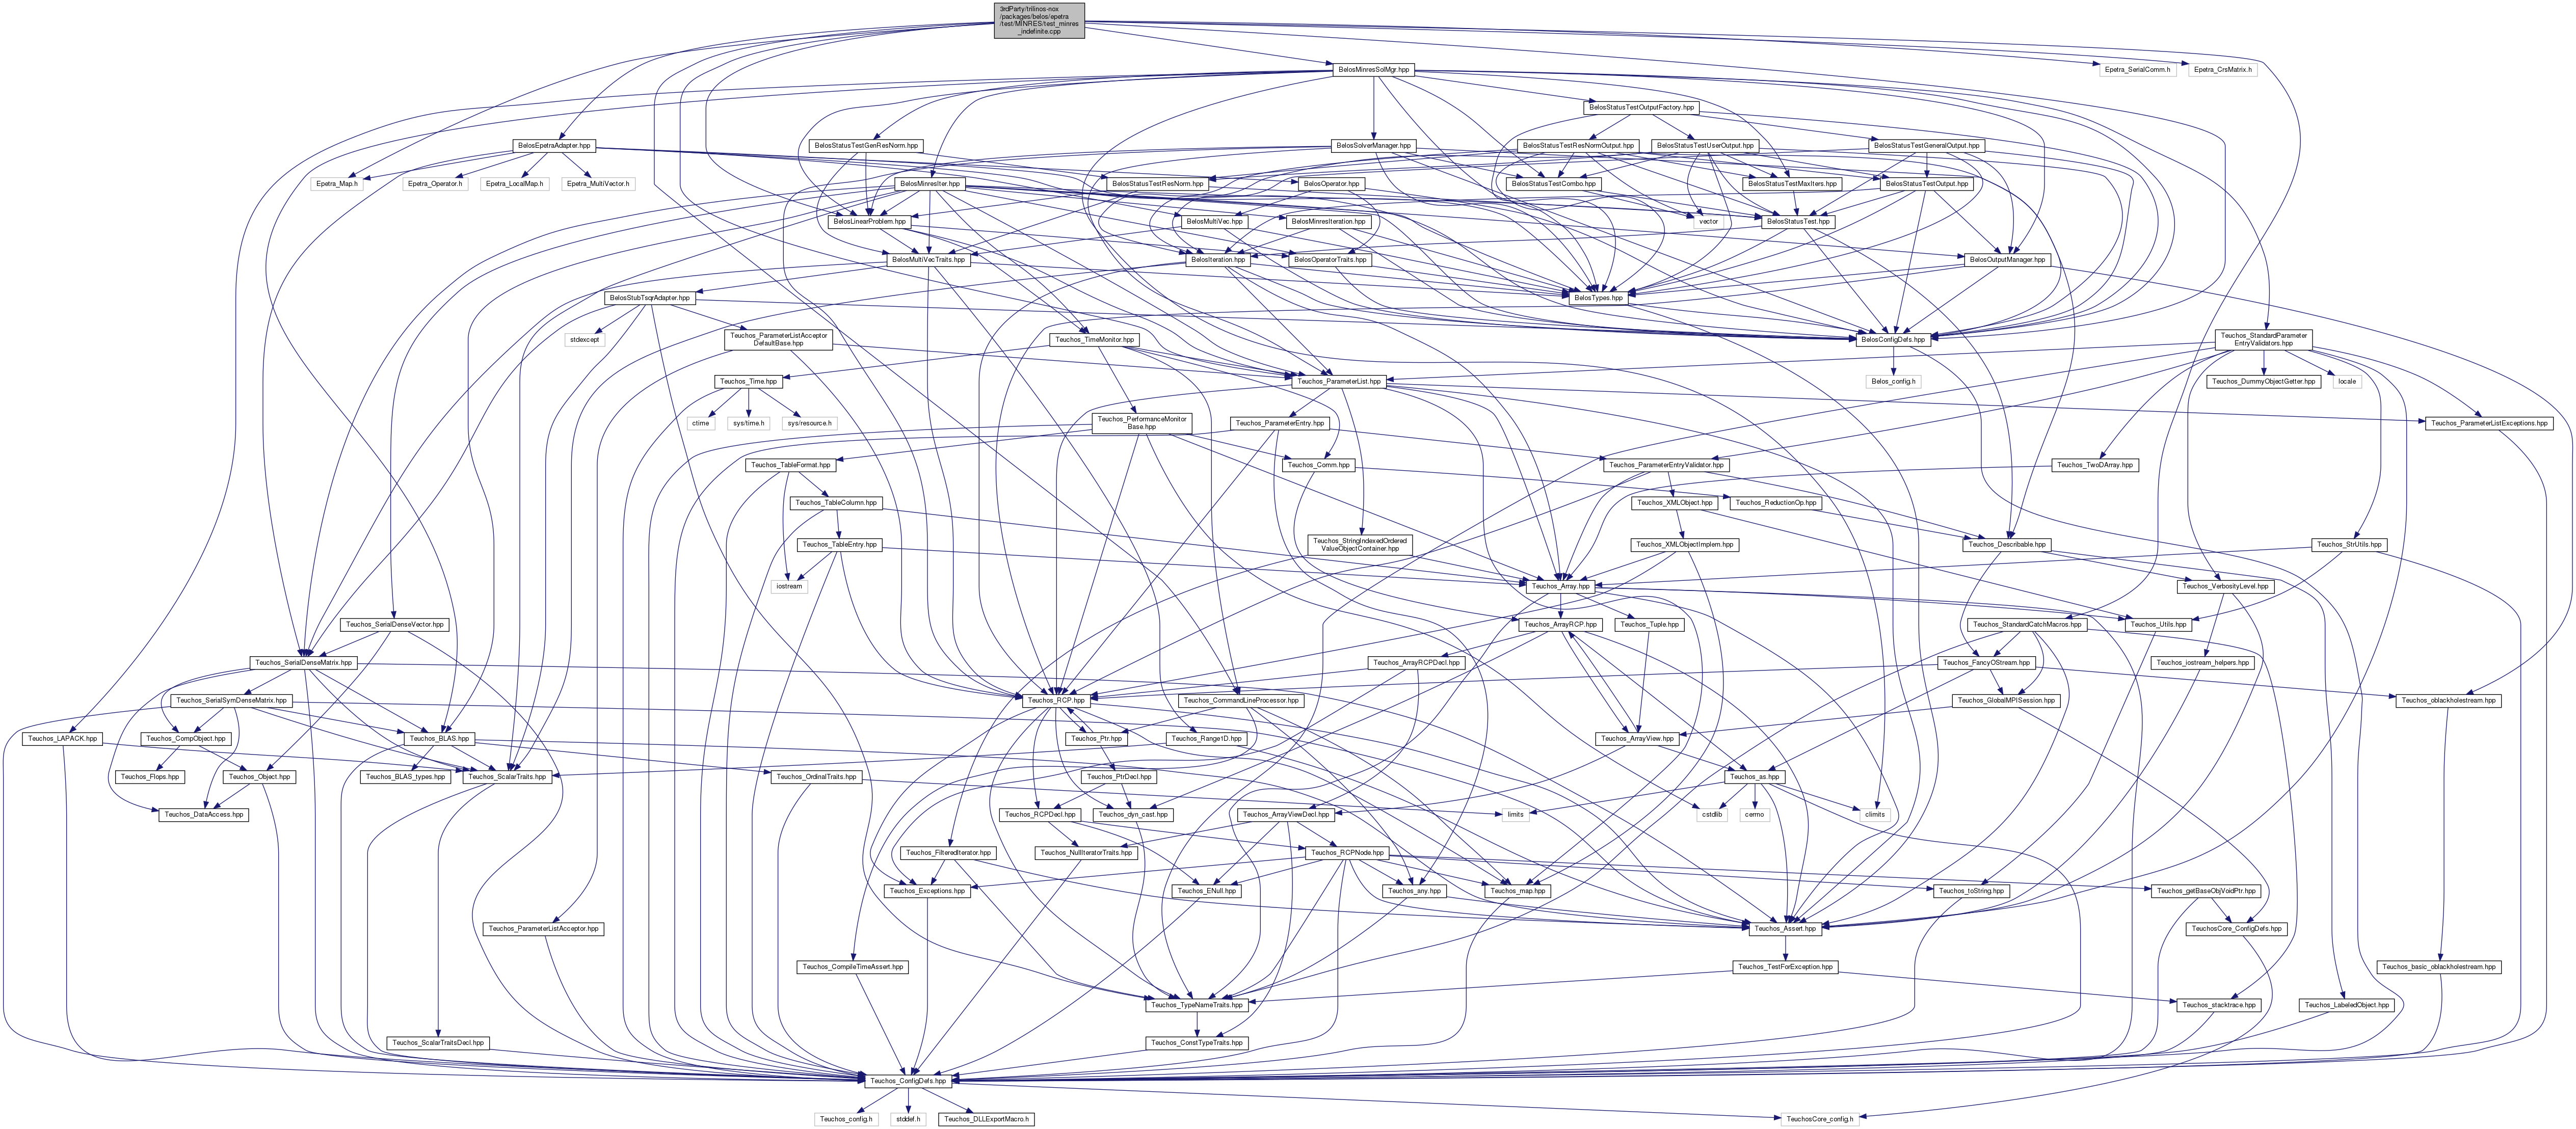 3rdParty/trilinos-nox
/packages/belos/epetra
/test/MINRES/test_minres
_indefinite.cpp
BelosMinresSolMgr.hpp
Epetra_SerialComm.h
Epetra_CrsMatrix.h
BelosStatusTestOutputFactory.hpp
BelosEpetraAdapter.hpp
BelosStatusTestGenResNorm.hpp
BelosSolverManager.hpp
BelosStatusTestResNormOutput.hpp
BelosStatusTestUserOutput.hpp
BelosStatusTestGeneralOutput.hpp
Epetra_Map.h
Epetra_Operator.h
Epetra_LocalMap.h
Epetra_MultiVector.h
BelosMinresIter.hpp
BelosStatusTestResNorm.hpp
BelosOperator.hpp
BelosStatusTestCombo.hpp
BelosStatusTestMaxIters.hpp
BelosStatusTestOutput.hpp
BelosLinearProblem.hpp
BelosMultiVec.hpp
BelosMinresIteration.hpp
vector
BelosStatusTest.hpp
BelosMultiVecTraits.hpp
BelosIteration.hpp
BelosOperatorTraits.hpp
BelosOutputManager.hpp
BelosStubTsqrAdapter.hpp
BelosTypes.hpp
stdexcept
Teuchos_ParameterListAcceptor
DefaultBase.hpp
Teuchos_TimeMonitor.hpp
BelosConfigDefs.hpp
Teuchos_StandardParameter
EntryValidators.hpp
Teuchos_Time.hpp
Teuchos_ParameterList.hpp
Belos_config.h
Teuchos_DummyObjectGetter.hpp
locale
ctime
sys/time.h
sys/resource.h
Teuchos_PerformanceMonitor
Base.hpp
Teuchos_ParameterEntry.hpp
Teuchos_ParameterListExceptions.hpp
Teuchos_TableFormat.hpp
Teuchos_Comm.hpp
Teuchos_ParameterEntryValidator.hpp
Teuchos_TwoDArray.hpp
Teuchos_TableColumn.hpp
Teuchos_XMLObject.hpp
Teuchos_ReductionOp.hpp
Teuchos_TableEntry.hpp
Teuchos_StringIndexedOrdered
ValueObjectContainer.hpp
Teuchos_XMLObjectImplem.hpp
Teuchos_Describable.hpp
Teuchos_StrUtils.hpp
iostream
Teuchos_Array.hpp
Teuchos_VerbosityLevel.hpp
Teuchos_SerialDenseVector.hpp
Teuchos_ArrayRCP.hpp
Teuchos_Tuple.hpp
Teuchos_StandardCatchMacros.hpp
Teuchos_Utils.hpp
Teuchos_SerialDenseMatrix.hpp
Teuchos_ArrayRCPDecl.hpp
Teuchos_FancyOStream.hpp
Teuchos_iostream_helpers.hpp
Teuchos_SerialSymDenseMatrix.hpp
Teuchos_RCP.hpp
Teuchos_CommandLineProcessor.hpp
Teuchos_GlobalMPISession.hpp
Teuchos_oblackholestream.hpp
Teuchos_LAPACK.hpp
Teuchos_CompObject.hpp
Teuchos_BLAS.hpp
Teuchos_Ptr.hpp
Teuchos_Range1D.hpp
Teuchos_ArrayView.hpp
Teuchos_Flops.hpp
Teuchos_Object.hpp
Teuchos_BLAS_types.hpp
Teuchos_ScalarTraits.hpp
Teuchos_OrdinalTraits.hpp
Teuchos_PtrDecl.hpp
Teuchos_as.hpp
Teuchos_DataAccess.hpp
Teuchos_RCPDecl.hpp
Teuchos_dyn_cast.hpp
Teuchos_ArrayViewDecl.hpp
limits
cstdlib
cerrno
climits
Teuchos_FilteredIterator.hpp
Teuchos_NullIteratorTraits.hpp
Teuchos_RCPNode.hpp
Teuchos_Exceptions.hpp
Teuchos_ENull.hpp
Teuchos_any.hpp
Teuchos_map.hpp
Teuchos_toString.hpp
Teuchos_getBaseObjVoidPtr.hpp
Teuchos_ParameterListAcceptor.hpp
Teuchos_Assert.hpp
TeuchosCore_ConfigDefs.hpp
Teuchos_CompileTimeAssert.hpp
Teuchos_TestForException.hpp
Teuchos_basic_oblackholestream.hpp
Teuchos_TypeNameTraits.hpp
Teuchos_stacktrace.hpp
Teuchos_LabeledObject.hpp
Teuchos_ScalarTraitsDecl.hpp
Teuchos_ConstTypeTraits.hpp
Teuchos_ConfigDefs.hpp
Teuchos_config.h
stddef.h
Teuchos_DLLExportMacro.h
TeuchosCore_config.h